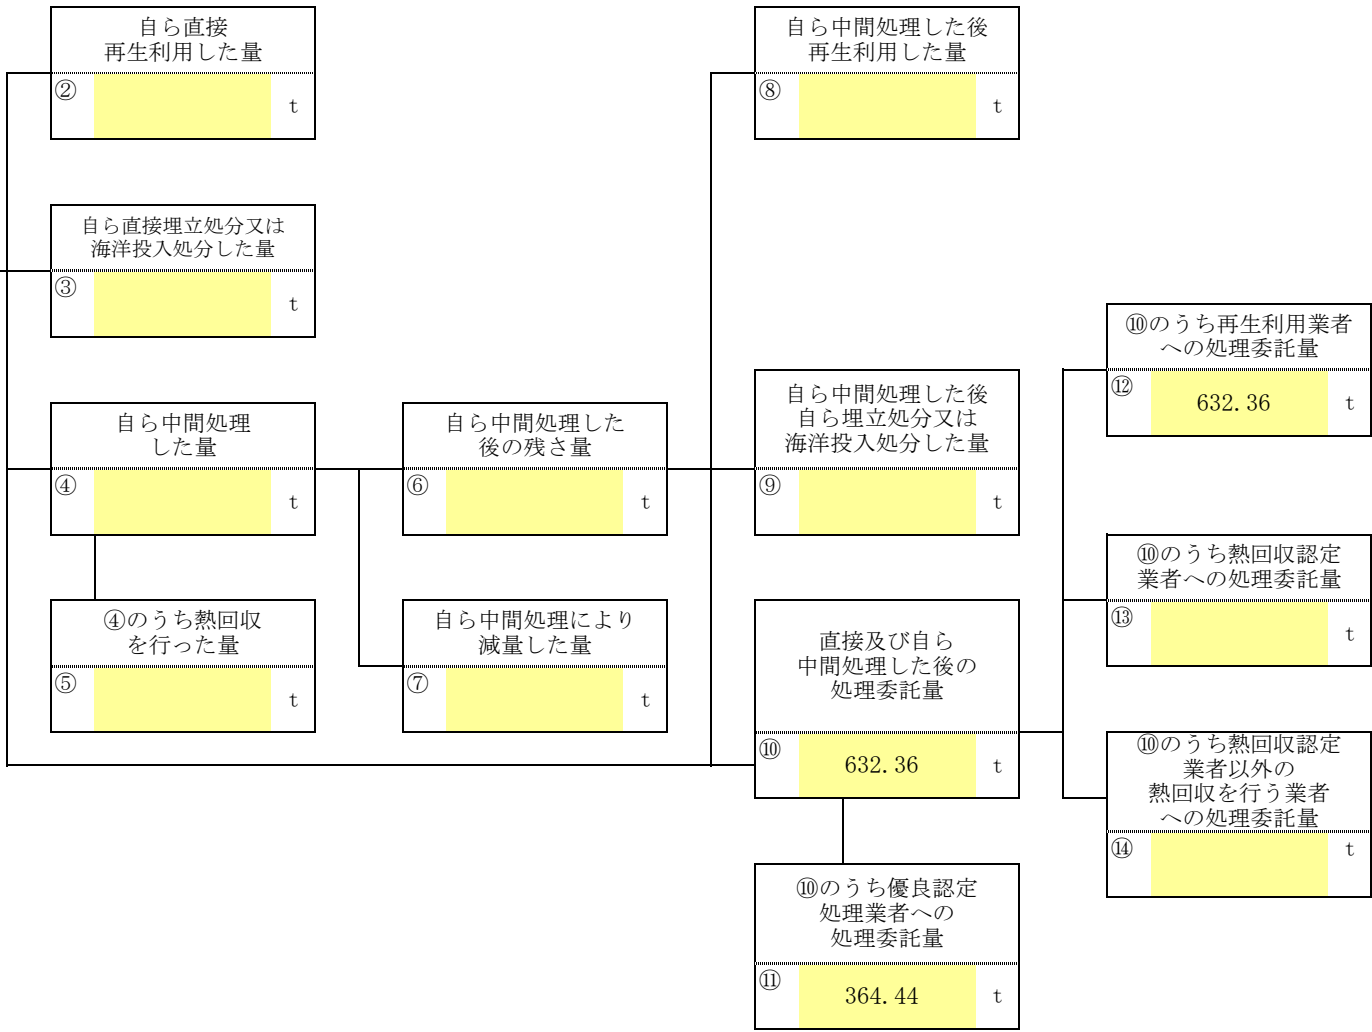 自ら直接
再生利用した量
②
t
自ら中間処理した後
再生利用した量
⑧
t
自ら直接埋立処分又は
海洋投入処分した量
③
t
⑩のうち再生利用業者
への処理委託量
⑫
632.36 t
自ら中間処理
した量
④
t
自ら中間処理した
後の残さ量
⑥
t
自ら中間処理した後
自ら埋立処分又は
海洋投入処分した量
⑨
t
⑩のうち熱回収認定
業者への処理委託量
⑬
t
④のうち熱回収
を行った量
⑤
t
自ら中間処理により
減量した量
⑦
t
直接及び自ら
中間処理した後の
処理委託量
⑩
632.36 t
⑩のうち熱回収認定
業者以外の
熱回収を行う業者
への処理委託量
⑭
t
⑩のうち優良認定
処理業者への
処理委託量
⑪
364.44 t